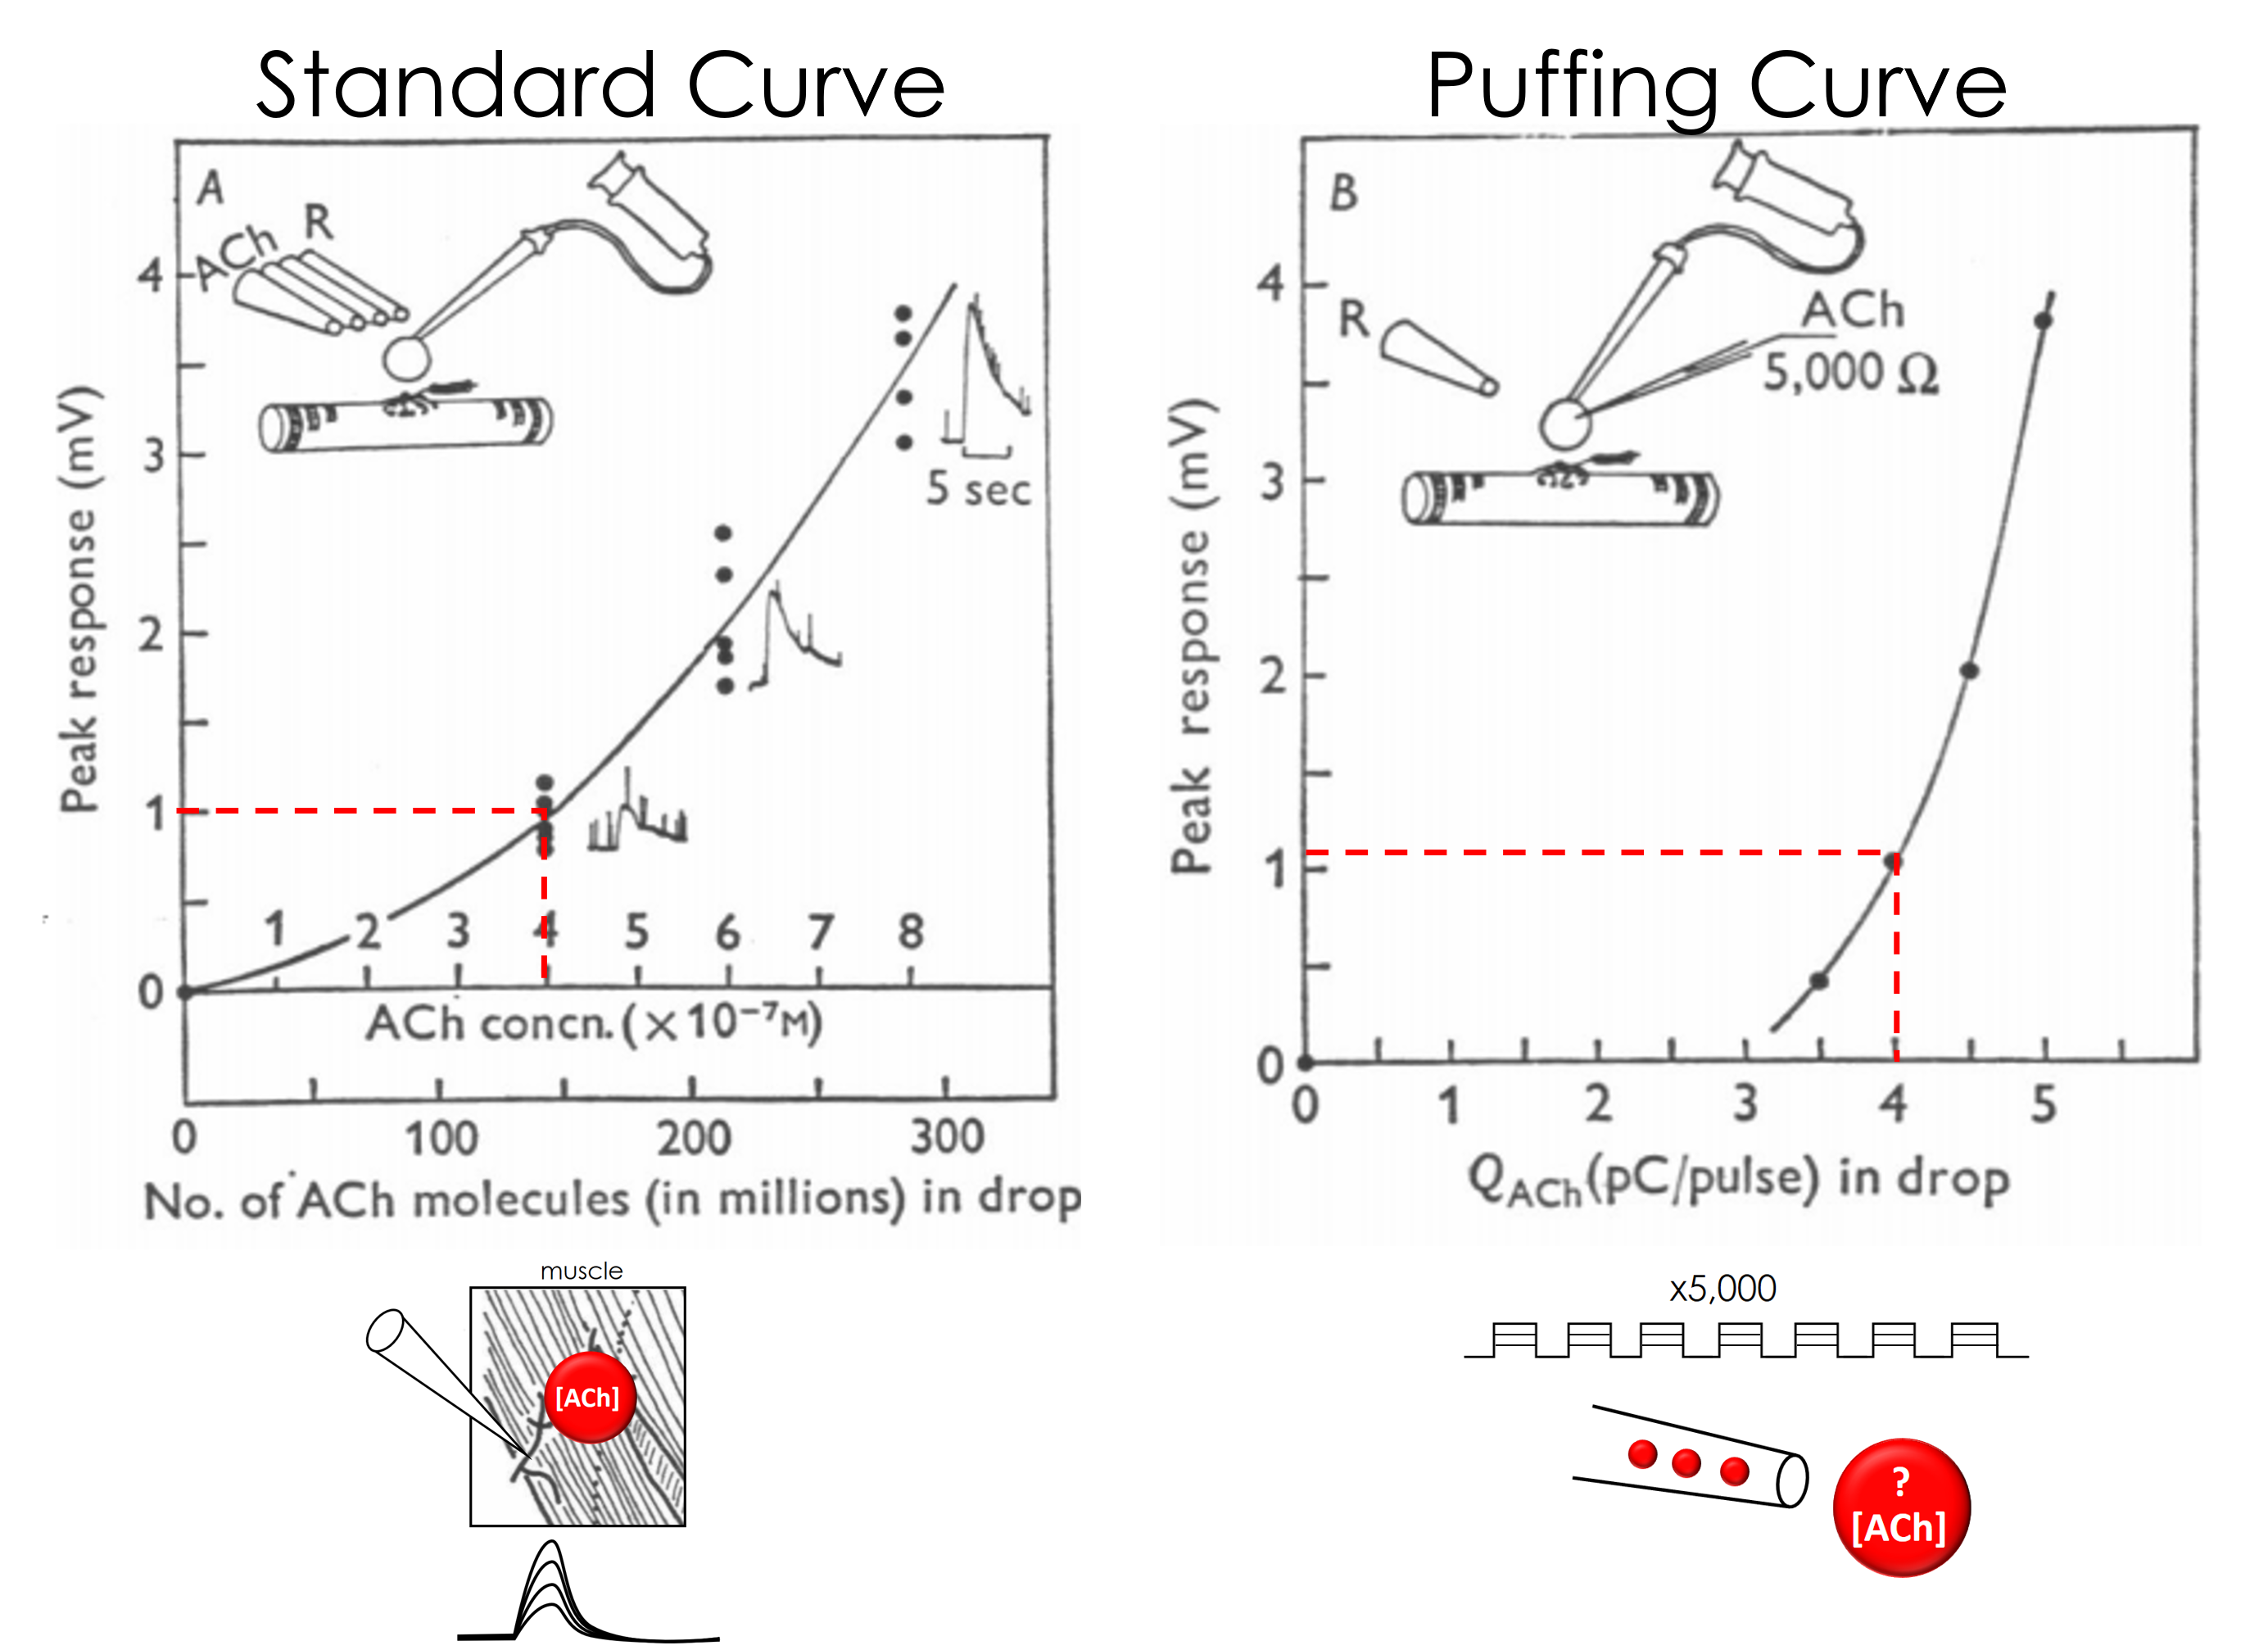 Standard Curve
Puffing Curve
A
ACh R
4
3
2
1
0
Peak response (mV)
5 sec
1 2 3 4 5 6 7 8
ACh concn. (×10⁻⁷M)
0 100 200 300
No. of ACh molecules (in millions) in drop
B
R
ACh
5,000 Ω
4
3
2
1
0
Peak response (mV)
0 1 2 3 4 5
QACh (pC/pulse) in drop
muscle
[ACh]
x5,000
?
[ACh]